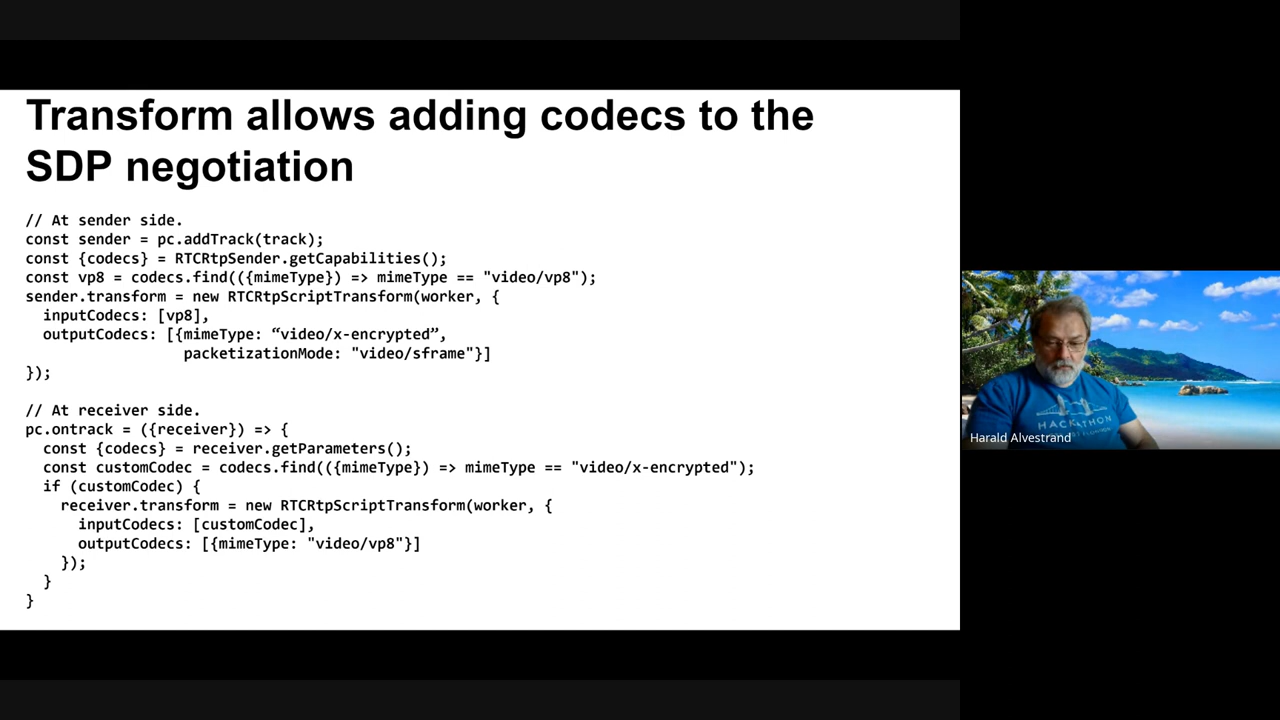 Transform allows adding codecs to the
SDP negotiation
// At sender side.
const sender = pc.addTrack(track);
const {codecs} = RTCRtpSender.getCapabilities();
const vp8 = codecs.find(({mimeType}) => mimeType == "video/vp8");
sender.transform = new RTCRtpScriptTransform(worker, {
  inputCodecs: [vp8],
  outputCodecs: [{mimeType: “video/x-encrypted”,
                  packetizationMode: "video/sframe"}]
});
// At receiver side.
pc.ontrack = ({receiver}) => {
  const {codecs} = receiver.getParameters();
  const customCodec = codecs.find(({mimeType}) => mimeType == "video/x-encrypted");
  if (customCodec) {
    receiver.transform = new RTCRtpScriptTransform(worker, {
      inputCodecs: [customCodec],
      outputCodecs: [{mimeType: "video/vp8"}]
    });
  }
}
HACKATHON
Harald Alvestrand